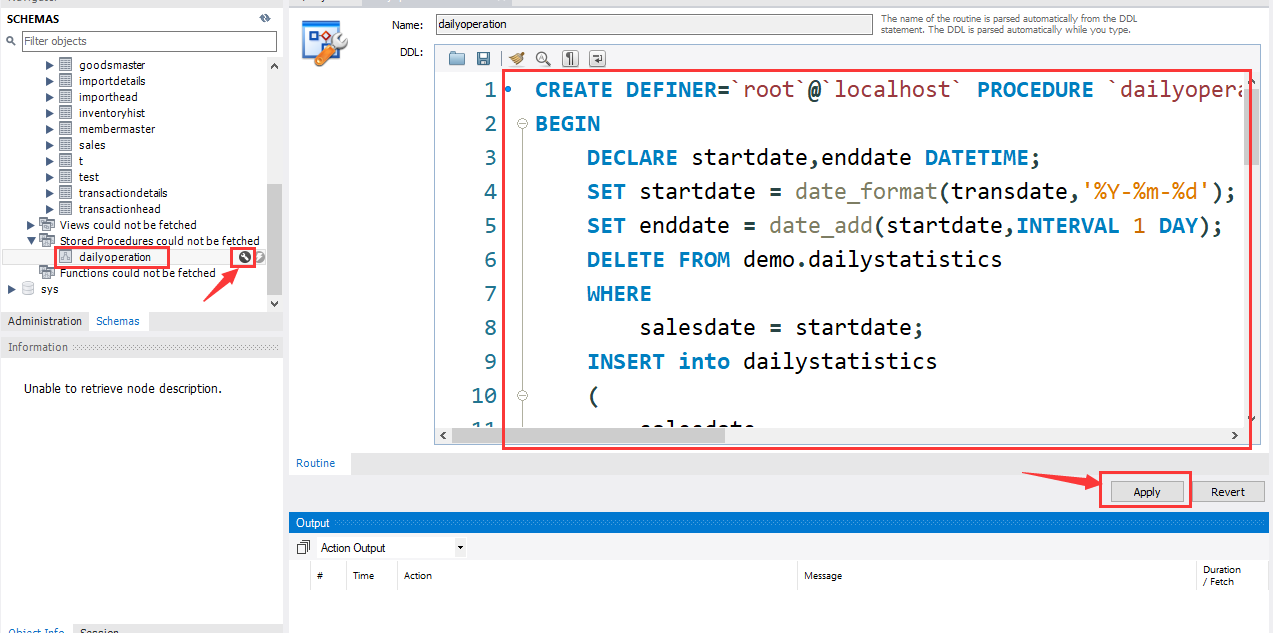 SCHEMAS
Filter objects
goodsmaster
importdetails
importhead
inventoryhist
membermaster
sales
t
test
transactiondetails
transactionhead
Views could not be fetched
Stored Procedures could not be fetched
dailyoperation
Functions could not be fetched
sys
Administration
Schemas
Information
Unable to retrieve node description.
Object Info
Session
Name:
dailyoperation
The name of the routine is parsed automatically from the DDL
statement. The DDL is parsed automatically while you type.
DDL:
1 CREATE DEFINER=`root`@`localhost` PROCEDURE `dailyopera
2 BEGIN
3 DECLARE startdate,enddate DATETIME;
4 SET startdate = date_format(transdate,'%Y-%m-%d');
5 SET enddate = date_add(startdate,INTERVAL 1 DAY);
6 DELETE FROM demo.dailystatistics
7 WHERE
8 salesdate = startdate;
9 INSERT into dailystatistics
10 (
11 salesdate
Routine
Apply
Revert
Output
Action Output
# Time Action Message Duration
/ Fetch